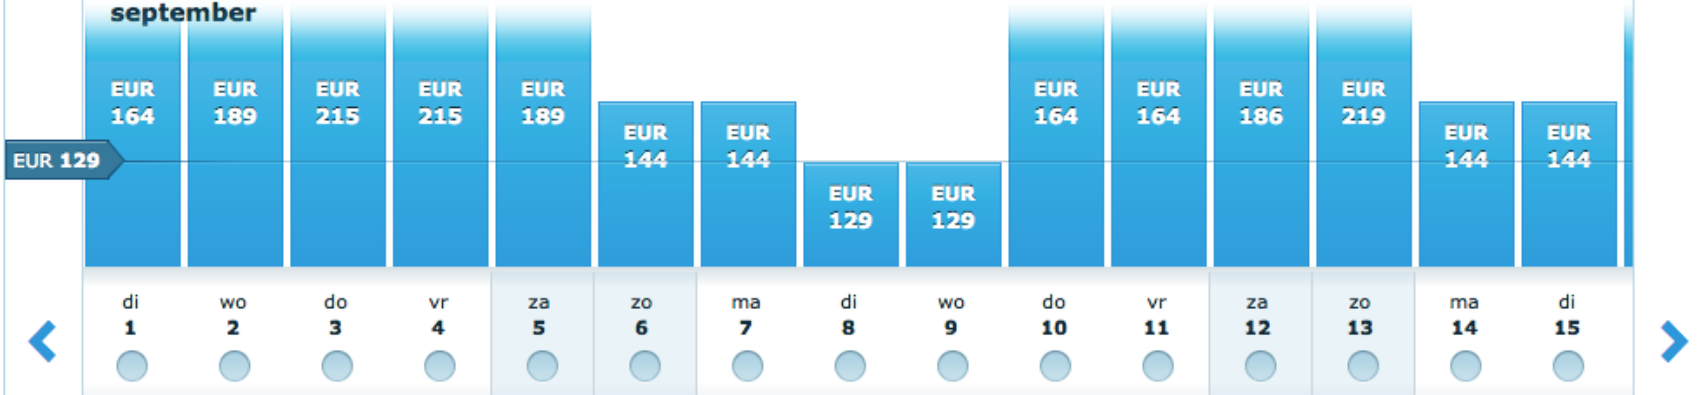 september
EUR EUR EUR EUR EUR EUR EUR EUR EUR
164 189 215 215 189 164 164 186 219
EUR EUR EUR EUR
144 144 144 144
EUR 129
EUR EUR
129 129
di wo do vr za zo ma di wo do vr za zo ma di
1 2 3 4 5 6 7 8 9 10 11 12 13 14 15